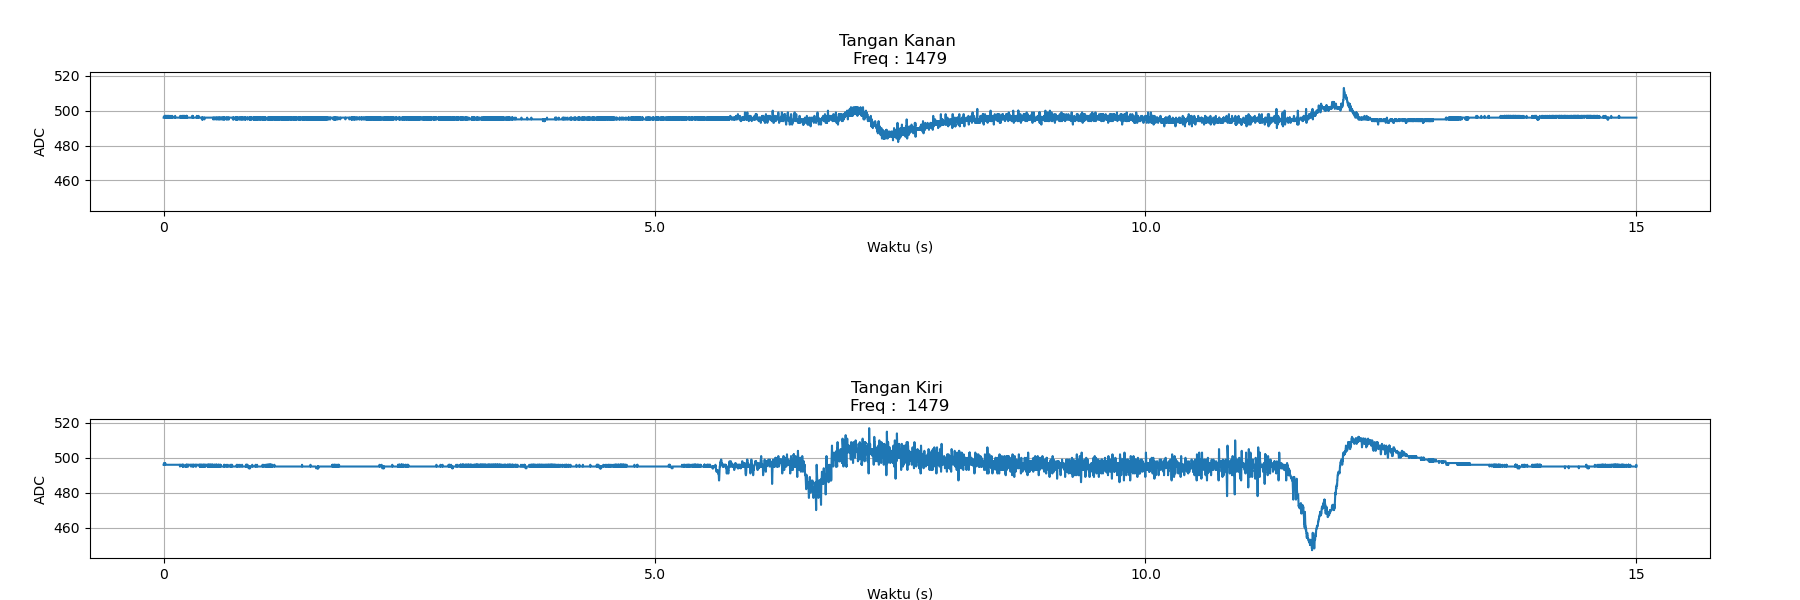 Tangan Kanan
Freq : 1479
520
500
480
460
ADC
0 5.0 10.0 15
Waktu (s)
Tangan Kiri
Freq :  1479
520
500
480
460
ADC
0 5.0 10.0 15
Waktu (s)